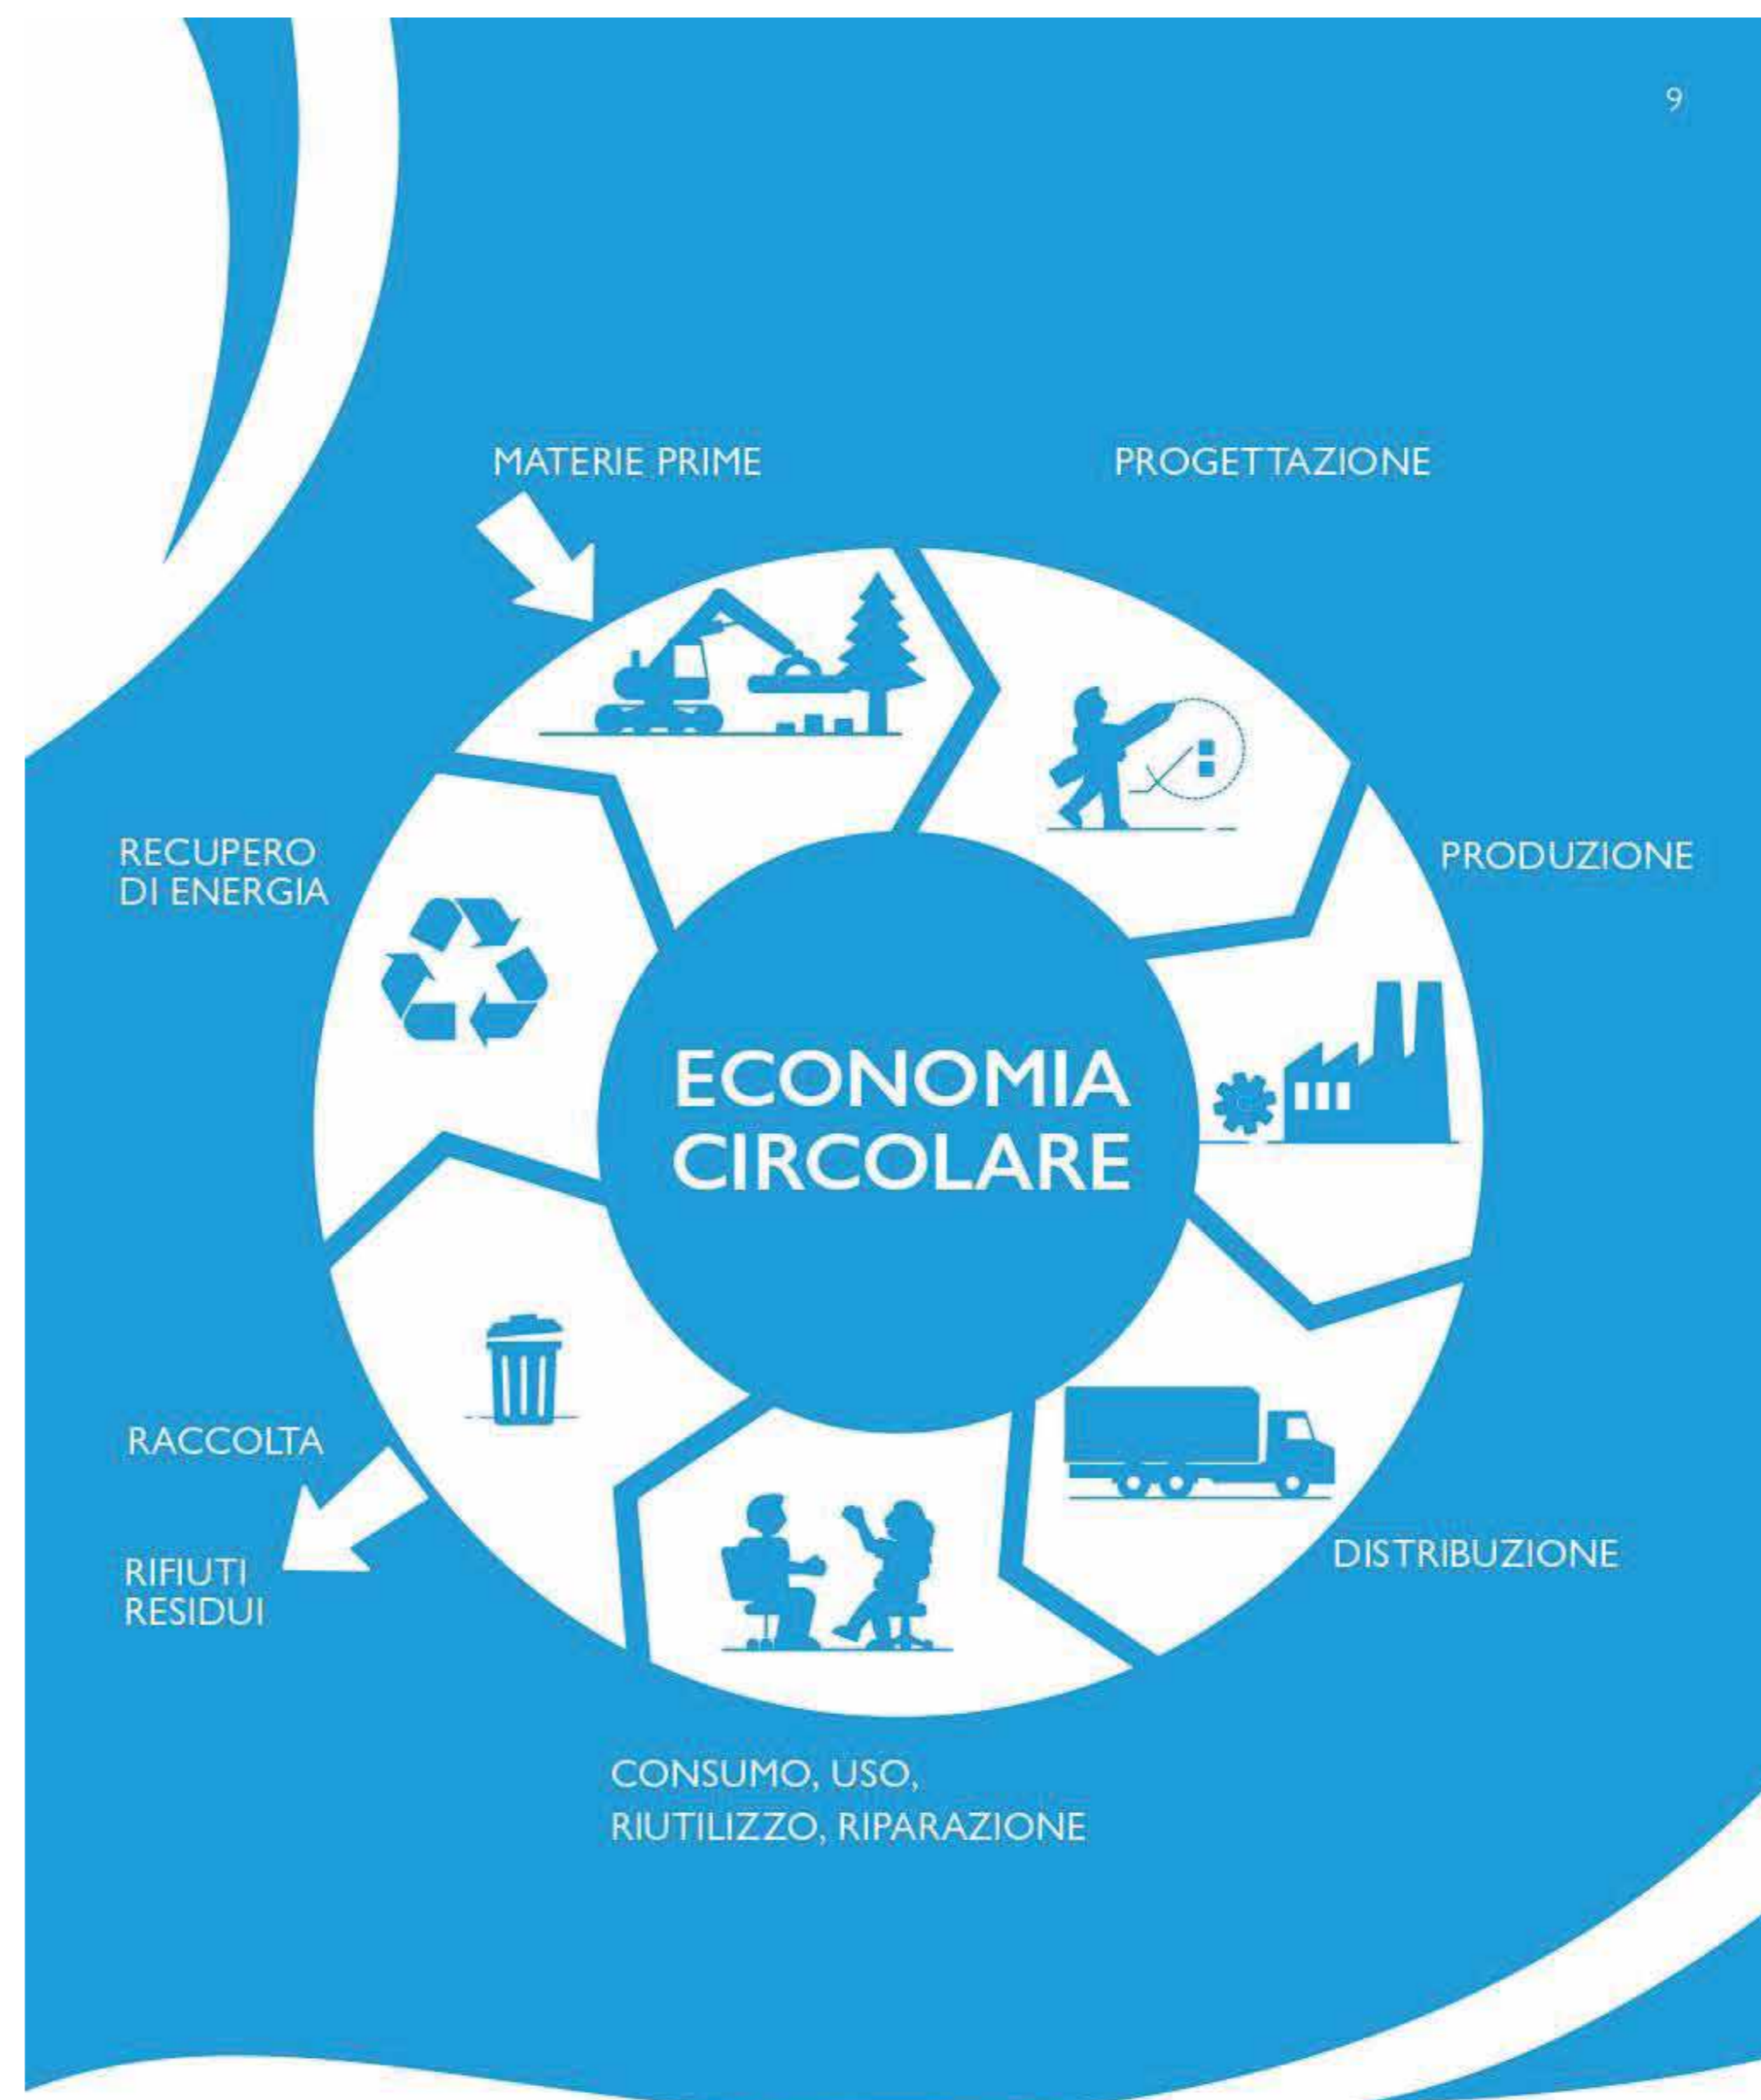 9
MATERIE PRIME
PROGETTAZIONE
RECUPERO
DI ENERGIA
PRODUZIONE
ECONOMIA
CIRCOLARE
RACCOLTA
RIFIUTI
RESIDUI
DISTRIBUZIONE
CONSUMO, USO,
RIUTILIZZO, RIPARAZIONE